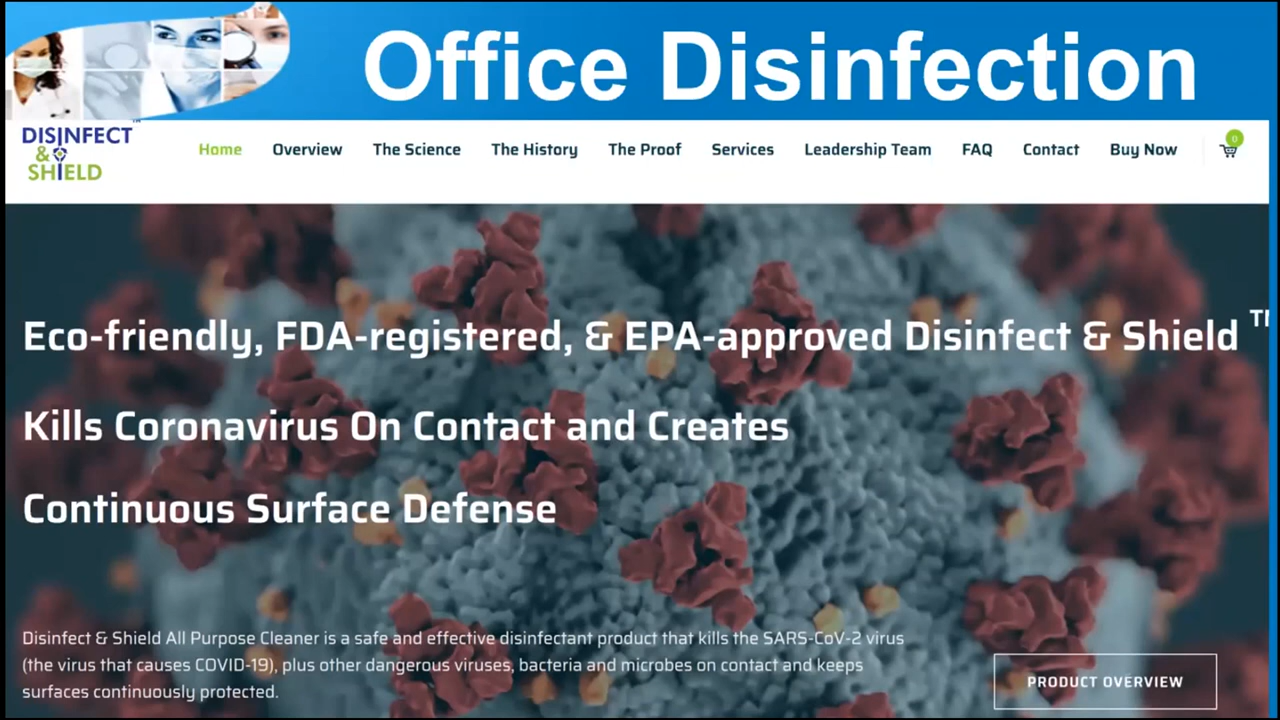 Office Disinfection
DISINFECT™
& SHIELD
Home Overview The Science The History The Proof Services Leadership Team FAQ Contact Buy Now 0
Eco-friendly, FDA-registered, & EPA-approved Disinfect & Shield ™
Kills Coronavirus On Contact and Creates
Continuous Surface Defense
Disinfect & Shield All Purpose Cleaner is a safe and effective disinfectant product that kills the SARS-CoV-2 virus
(the virus that causes COVID-19), plus other dangerous viruses, bacteria and microbes on contact and keeps
surfaces continuously protected.
PRODUCT OVERVIEW